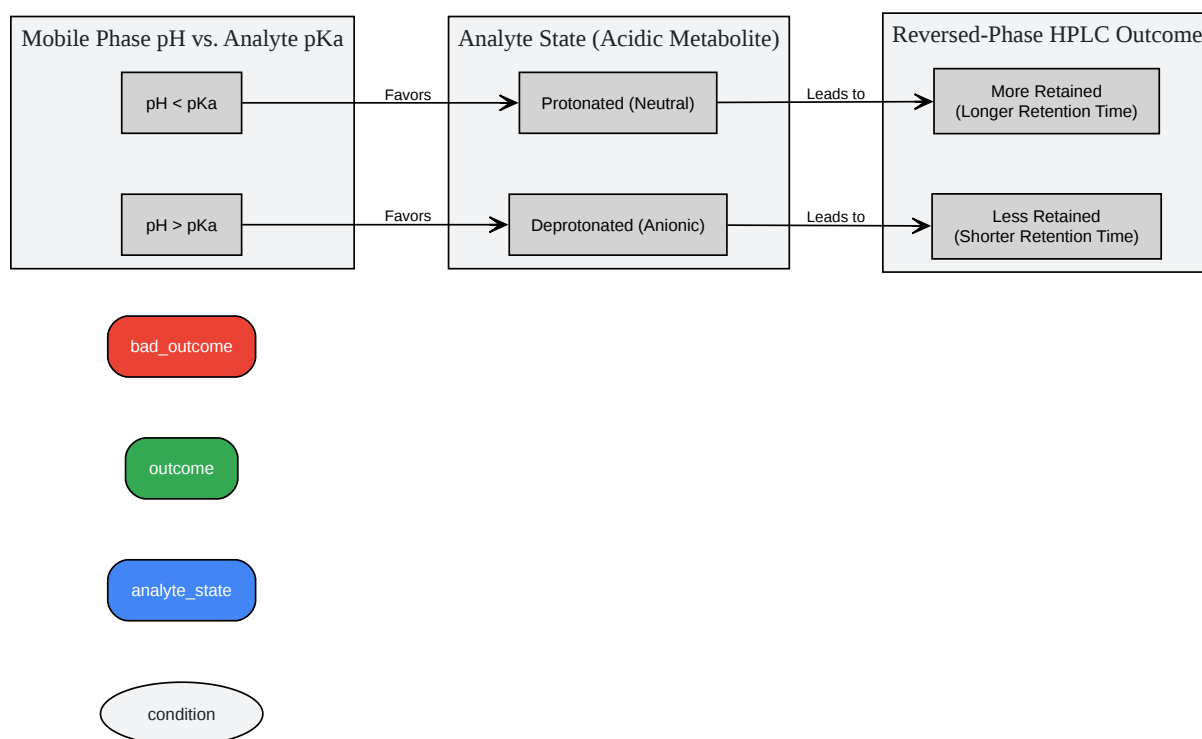 Mobile Phase pH vs. Analyte pKa
Analyte State (Acidic Metabolite)
Reversed-Phase HPLC Outcome
pH < pKa
Favors
Protonated (Neutral)
Leads to
More Retained
(Longer Retention Time)
pH > pKa
Favors
Deprotonated (Anionic)
Leads to
Less Retained
(Shorter Retention Time)
bad_outcome
outcome
analyte_state
condition